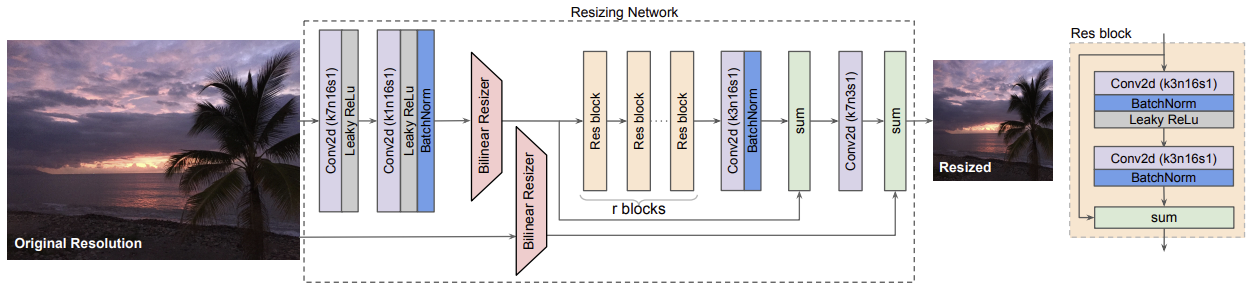 Resizing Network
Original Resolution
Conv2d (k7n16s1)
Leaky ReLu
Conv2d (k1n16s1)
Leaky ReLu
BatchNorm
Bilinear Resizer
Bilinear Resizer
Res block
Res block
.....
Res block
r blocks
Conv2d (k3n16s1)
BatchNorm
sum
Conv2d (k7n3s1)
sum
Resized
Res block
Conv2d (k3n16s1)
BatchNorm
Leaky ReLu
Conv2d (k3n16s1)
BatchNorm
sum